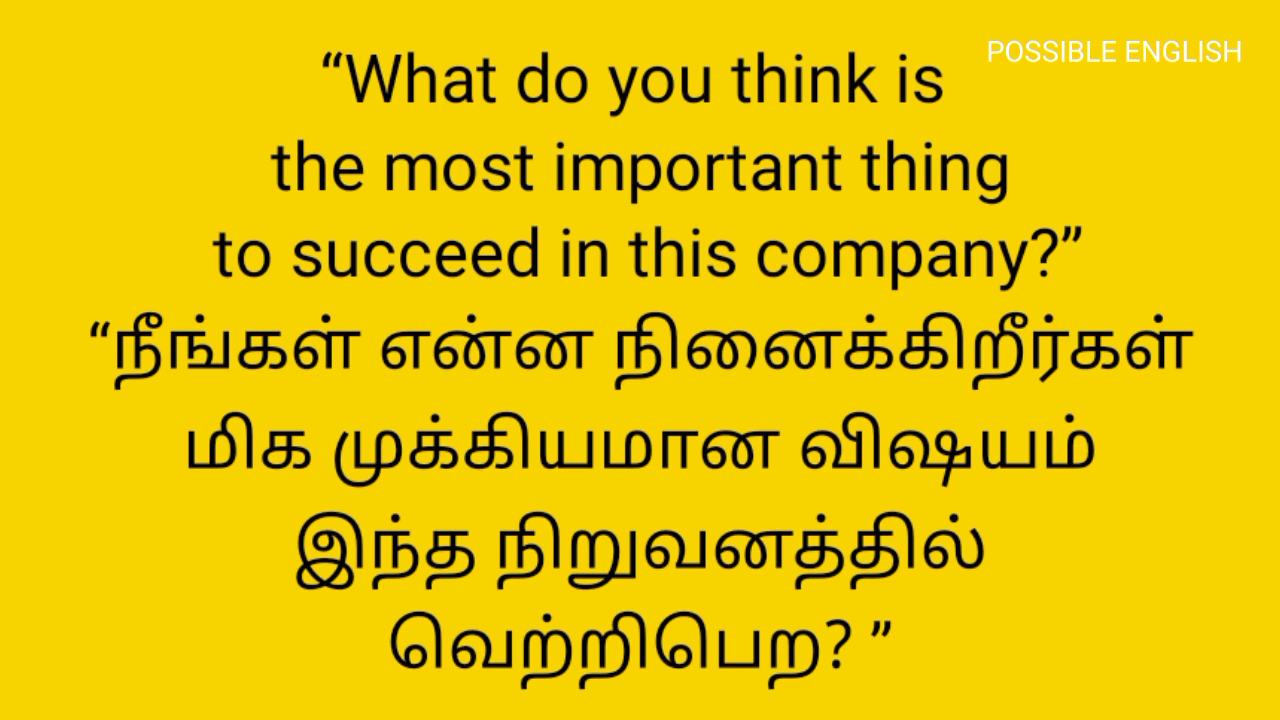 POSSIBLE ENGLISH
“What do you think is
the most important thing
to succeed in this company?”
“நீங்கள் என்ன நினைக்கிறீர்கள்
மிக முக்கியமான விஷயம்
இந்த நிறுவனத்தில்
வெற்றிபெற? ”